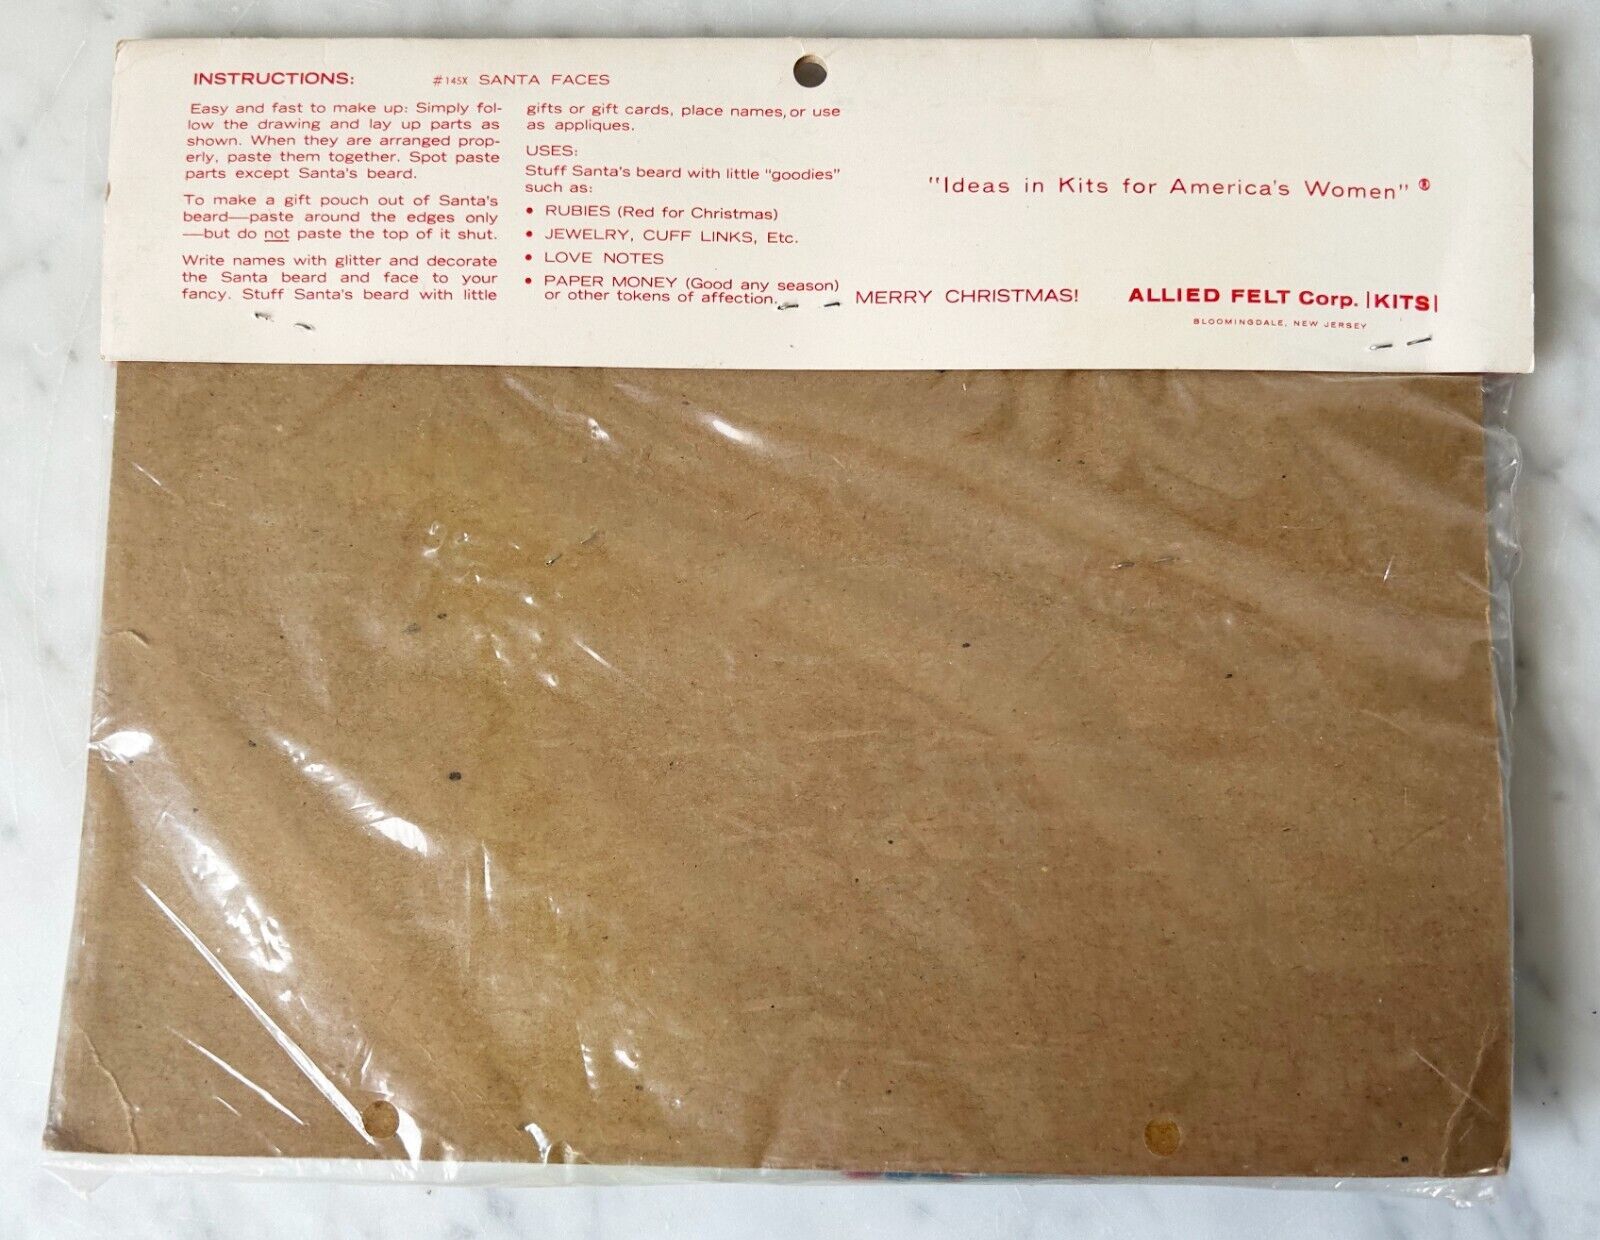 INSTRUCTIONS: #145X SANTA FACES
Easy and fast to make up: Simply fol-
low the drawing and lay up parts as
shown. When they are arranged prop-
erly, paste them together. Spot paste
parts except Santa's beard.
To make a gift pouch out of Santa's
beard—paste around the edges only
—but do not paste the top of it shut.
Write names with glitter and decorate
the Santa beard and face to your
fancy. Stuff Santa's beard with little
gifts or gift cards, place names, or use
as appliques.
USES:
Stuff Santa's beard with little "goodies"
such as:
• RUBIES (Red for Christmas)
• JEWELRY, CUFF LINKS, Etc.
• LOVE NOTES
• PAPER MONEY (Good any season)
or other tokens of affection.
MERRY CHRISTMAS!
"Ideas in Kits for America's Women" ®
ALLIED FELT Corp. |KITS|
BLOOMINGDALE, NEW JERSEY